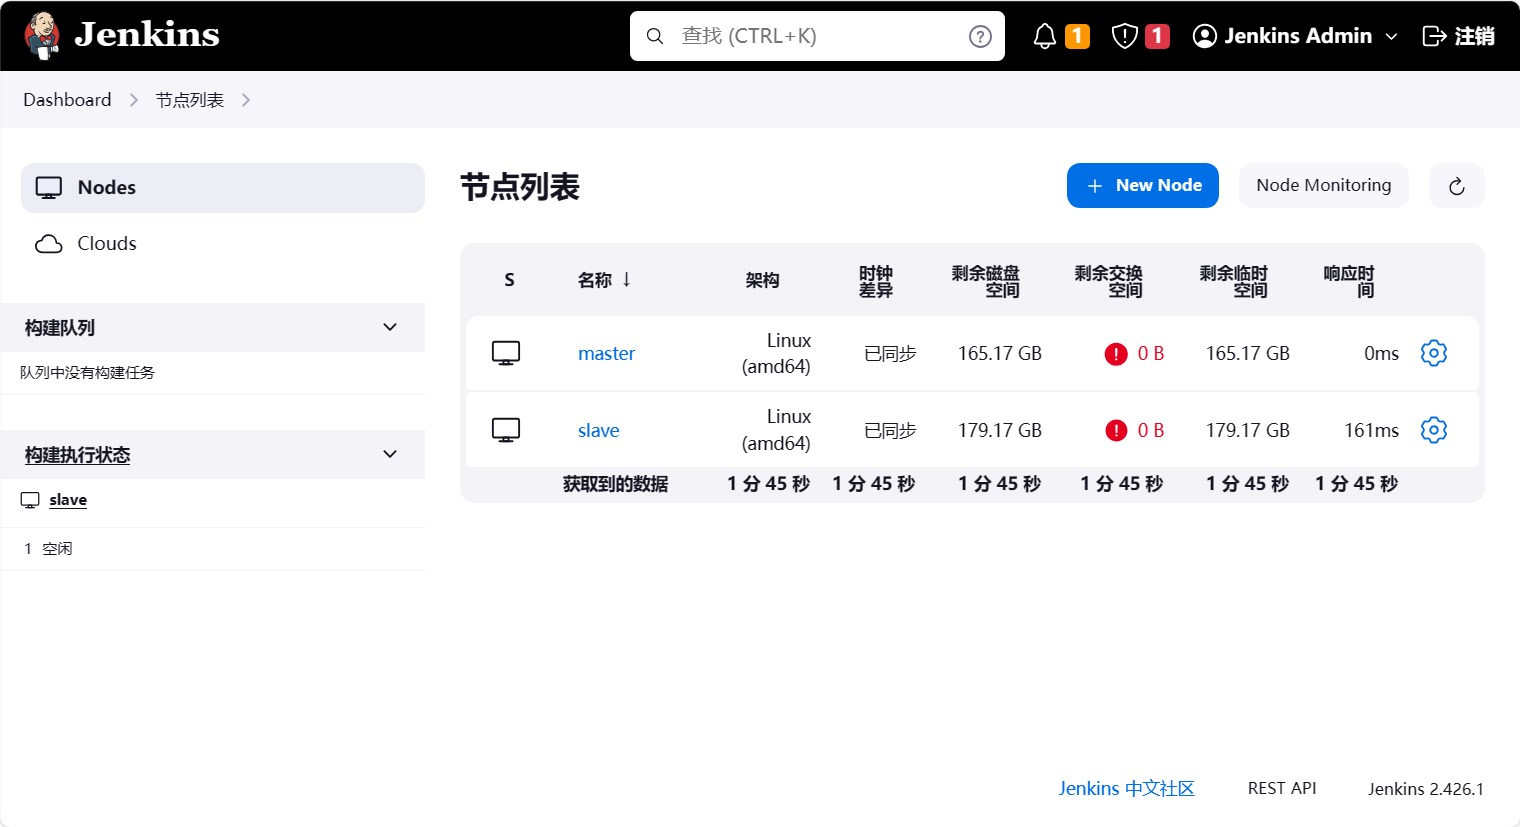 Jenkins
查找 (CTRL+K)
1
1
Jenkins Admin
注销
Dashboard
节点列表
Nodes
Clouds
构建队列
队列中没有构建任务
构建执行状态
slave
1 空闲
节点列表
New Node
Node Monitoring
S 名称 ↓ 架构 时钟差异 剩余磁盘空间 剩余交换空间 剩余临时空间 响应时间
master Linux (amd64) 已同步 165.17 GB 0 B 165.17 GB 0ms
slave Linux (amd64) 已同步 179.17 GB 0 B 179.17 GB 161ms
获取到的数据 1 分 45 秒 1 分 45 秒 1 分 45 秒 1 分 45 秒 1 分 45 秒 1 分 45 秒
Jenkins 中文社区
REST API
Jenkins 2.426.1